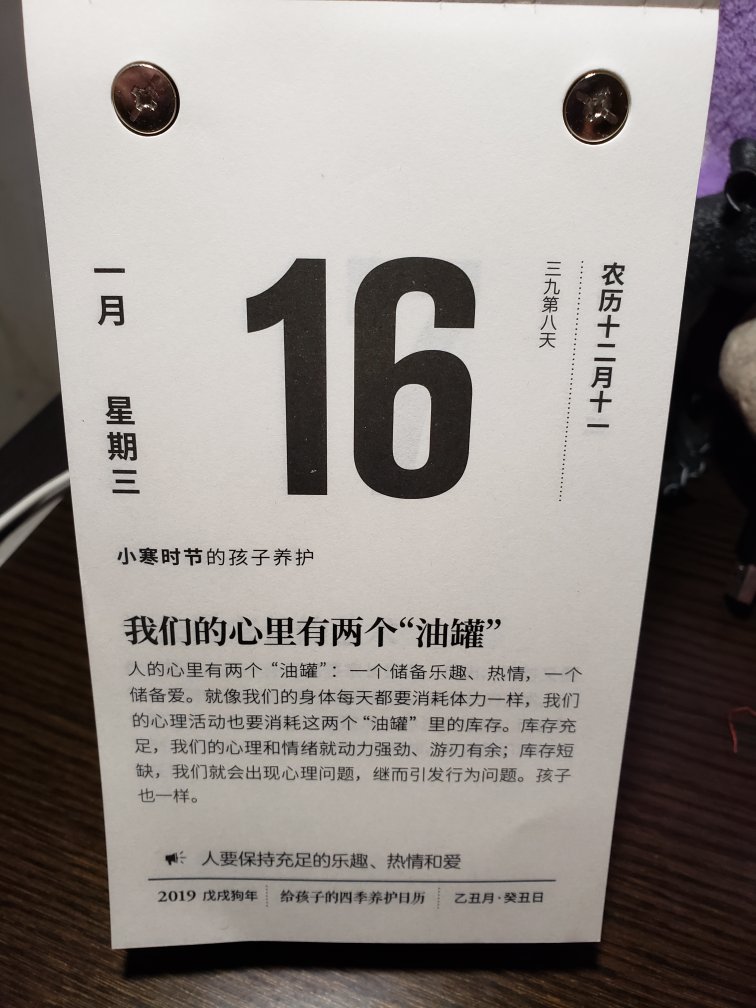 一月 星期三
16
三九第八天
农历十二月十一
小寒时节的孩子养护
我们的心里有两个“油罐”
人的心里有两个“油罐”：一个储备乐趣、热情，一个
储备爱。就像我们的身体每天都要消耗体力一样，我们
的心理活动也要消耗这两个“油罐”里的库存。库存充
足，我们的心理和情绪就动力强劲、游刃有余；库存短
缺，我们就会出现心理问题，继而引发行为问题。孩子
也一样。
人要保持充足的乐趣、热情和爱
2019 戊戌狗年 给孩子的四季养护日历 乙丑月·癸丑日